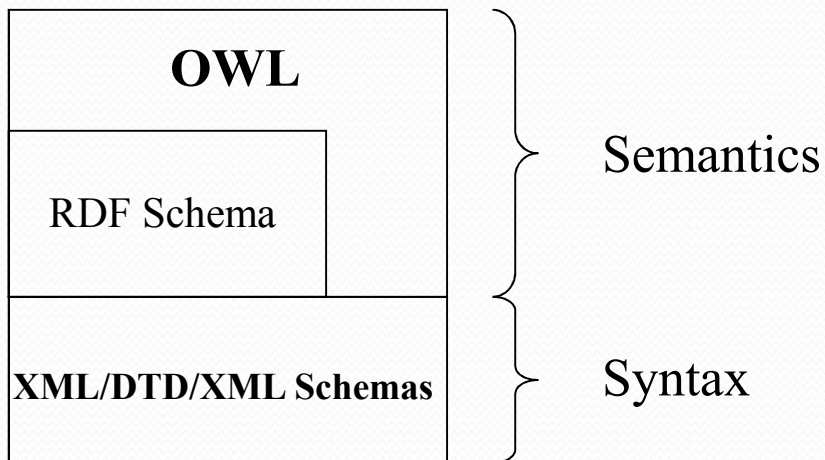 OWL
Semantics
RDF Schema
XML/DTD/XML Schemas
Syntax